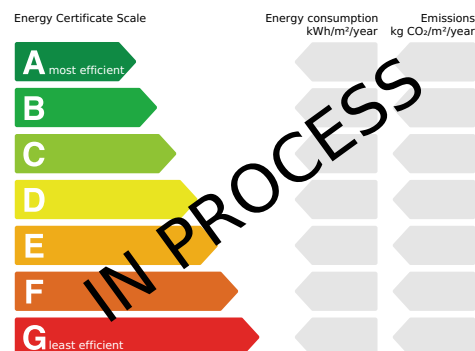 Energy Certificate Scale
Energy consumption
kWh/m²/year
Emissions
kg CO₂/m²/year
A most efficient
B
C
D
E
F
G least efficient
IN PROCESS